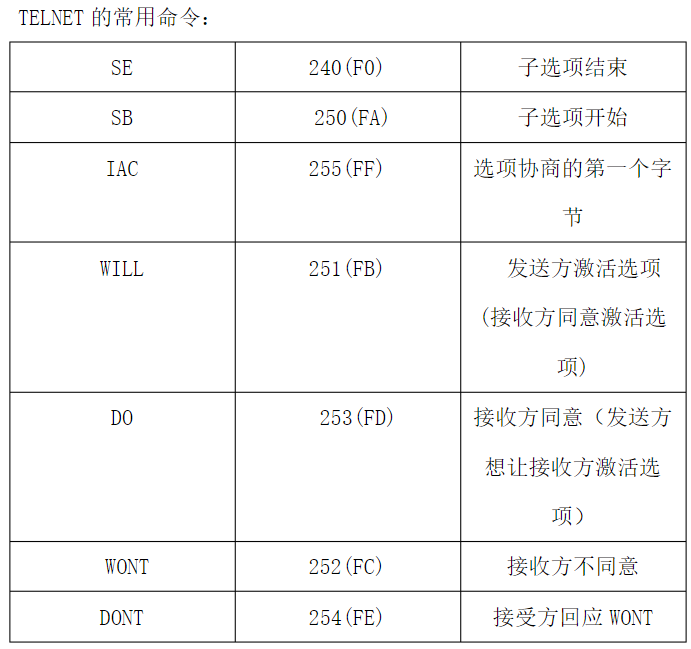 TELNET 的常用命令:
SE 240(F0) 子选项结束
SB 250(FA) 子选项开始
IAC 255(FF) 选项协商的第一个字
节
WILL 251(FB) 发送方激活选项
(接收方同意激活选
项)
DO 253(FD) 接收方同意（发送方
想让接收方激活选
项）
WONT 252(FC) 接收方不同意
DONT 254(FE) 接受方回应 WONT